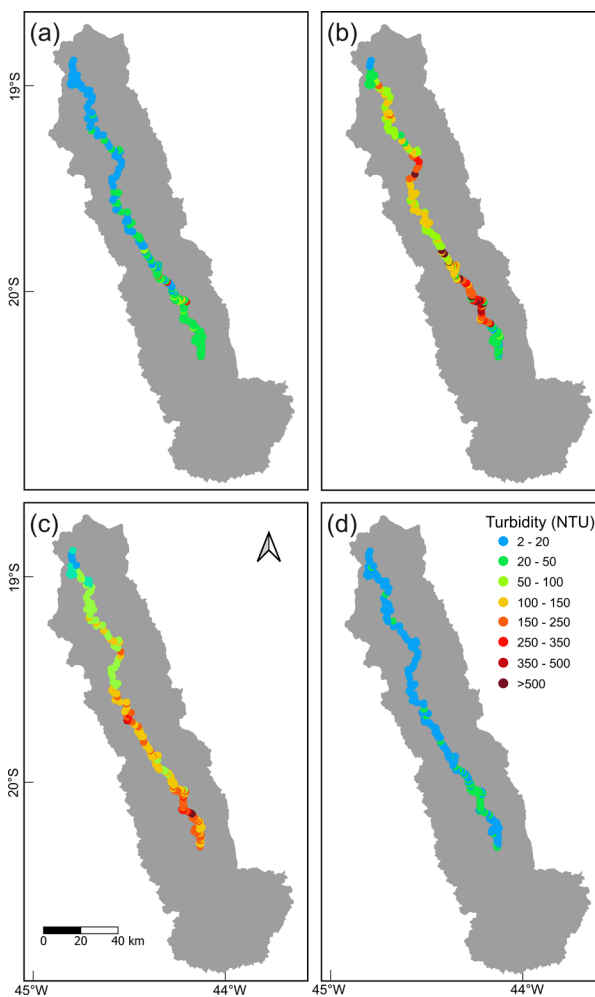 (a)
(b)
19°S
20°S
(c)
(d)
Turbidity (NTU)
2 - 20
20 - 50
50 - 100
100 - 150
150 - 250
250 - 350
350 - 500
>500
19°S
20°S
0 20 40 km
45°W 44°W 45°W 44°W